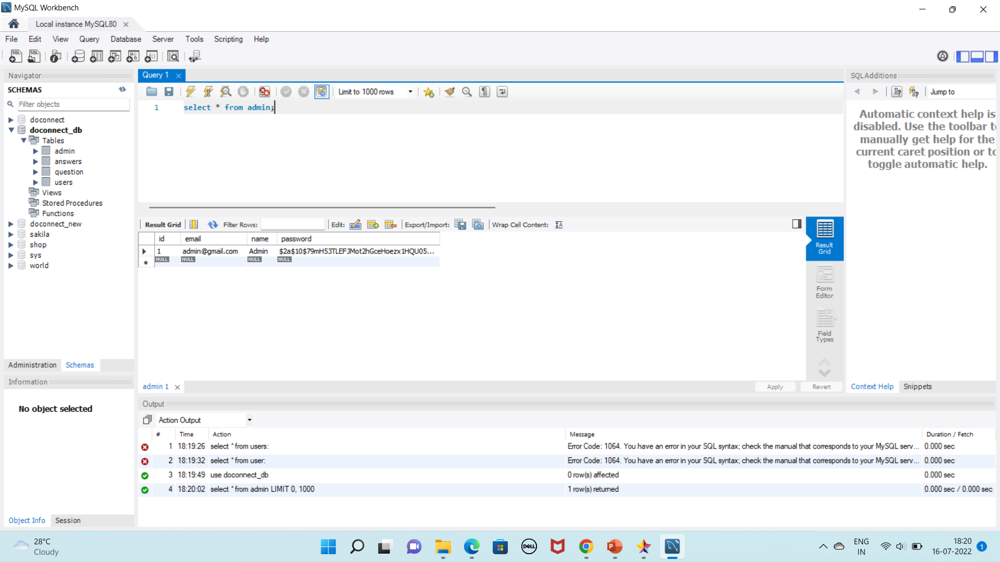 MySQL Workbench
Local instance MySQL80
File Edit View Query Database Server Tools Scripting Help
Navigator
SCHEMAS
Filter objects
doconnect
doconnect_db
Tables
admin
answers
question
users
Views
Stored Procedures
Functions
doconnect_new
sakila
shop
sys
world
Administration Schemas
Information
No object selected
Object Info Session
Query 1
Limit to 1000 rows
1 select * from admin;
Result Grid Filter Rows: Edit: Export/Import: Wrap Cell Content:
id email name password
1 admin@gmail.com Admin $2a$10$79mH53TLEFJMot2hGceHoezx1HQU05...
NULL NULL NULL NULL
Result
Grid
Form
Editor
Field
Types
admin 1
Apply Revert
SQLAdditions
Jump to
Automatic context help is
disabled. Use the toolbar to
manually get help for the
current caret position or to
toggle automatic help.
Context Help Snippets
Output
Action Output
# Time Action Message Duration / Fetch
1 18:19:26 select * from users: Error Code: 1064. You have an error in your SQL syntax; check the manual that corresponds to your MySQL serv... 0.000 sec
2 18:19:32 select * from user: Error Code: 1064. You have an error in your SQL syntax; check the manual that corresponds to your MySQL serv... 0.000 sec
3 18:19:49 use doconnect_db 0 row(s) affected 0.000 sec
4 18:20:02 select * from admin LIMIT 0, 1000 1 row(s) returned 0.000 sec / 0.000 sec
28°C
Cloudy
DELL
ENG
IN
18:20
16-07-2022
1